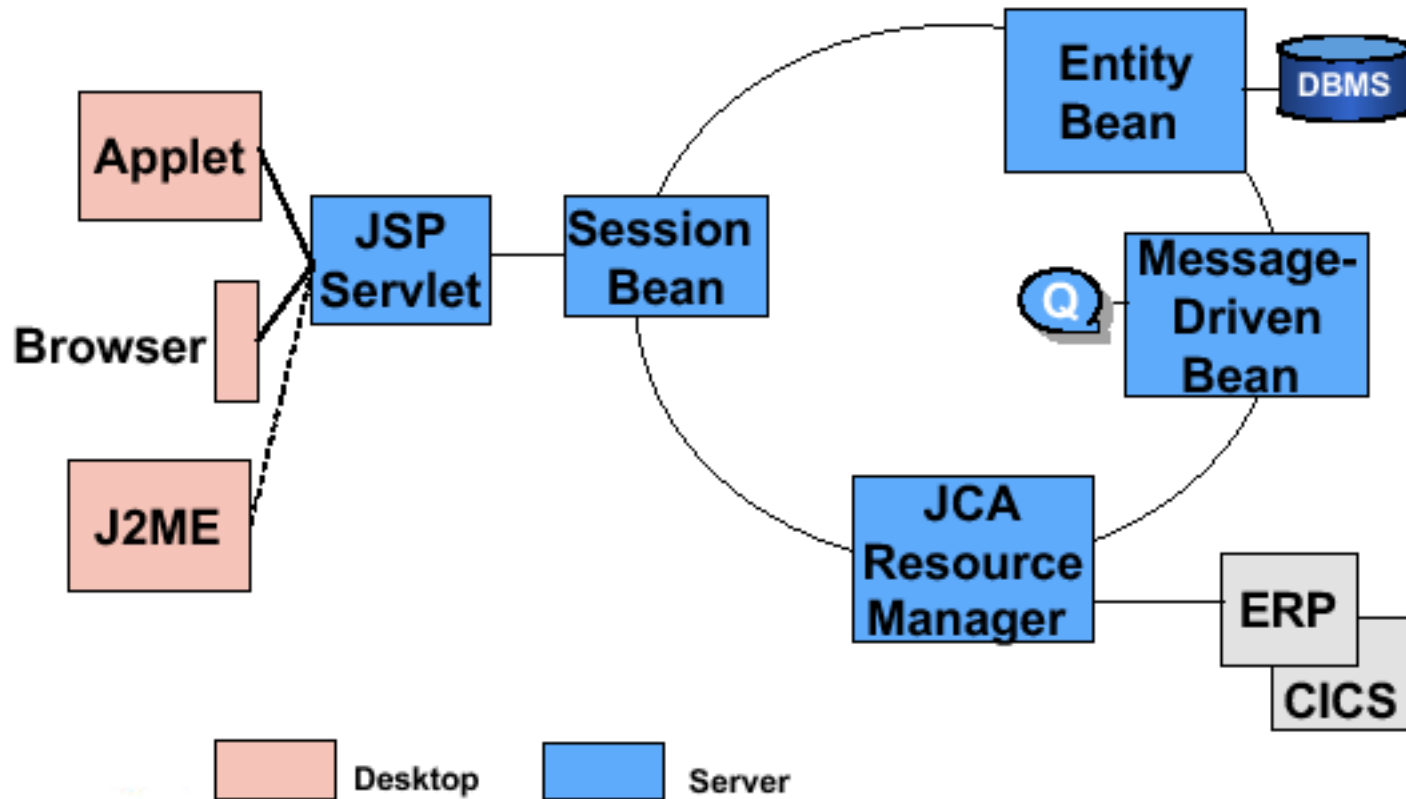 Entity
Bean
DBMS
Applet
JSP
Servlet
Session
Bean
Message-
Driven
Bean
Q
Browser
J2ME
JCA
Resource
Manager
ERP
CICS
Desktop
Server